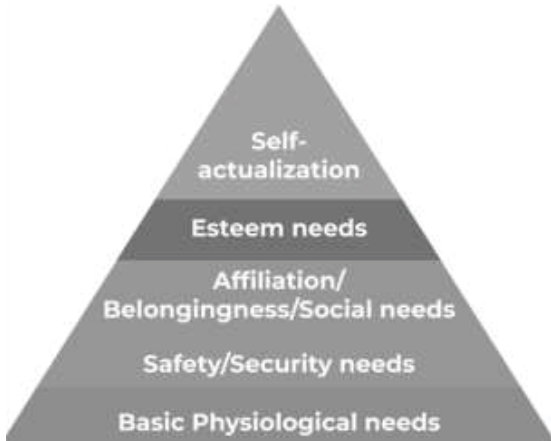 Self-
actualization
Esteem needs
Affiliation/
Belongingness/Social needs
Safety/Security needs
Basic Physiological needs